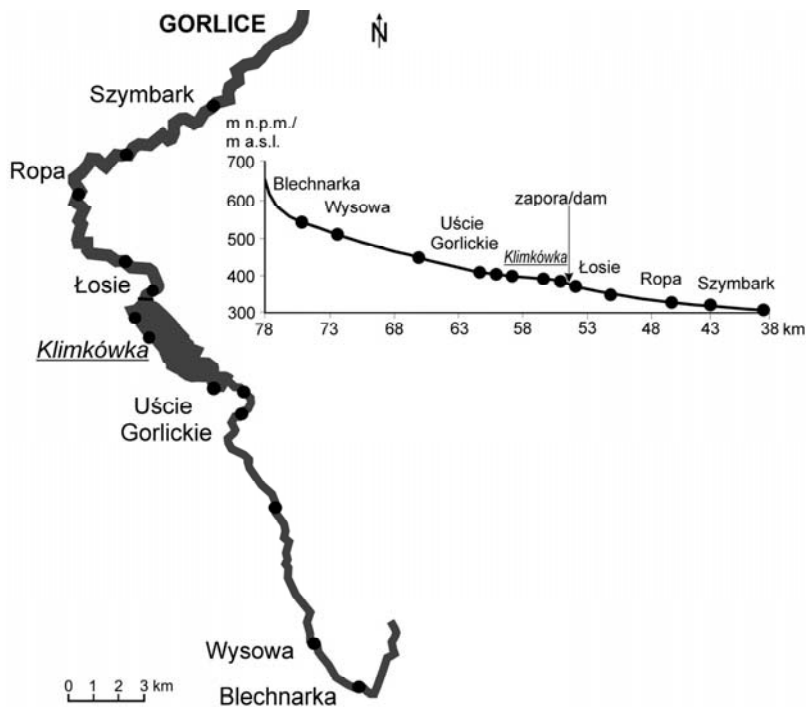 GORLICE
N
Szymbark
Ropa
Łosie
Klimkówka
Uście
Gorlickie
Wysowa
Blechnarka
0 1 2 3 km
m n.p.m./
m a.s.l.
700
600
500
400
300
Blechnarka
Wysowa
Uście
Gorlickie
Klimkówka
zapora/dam
Łosie
Ropa
Szymbark
78 73 68 63 58 53 48 43 38 km